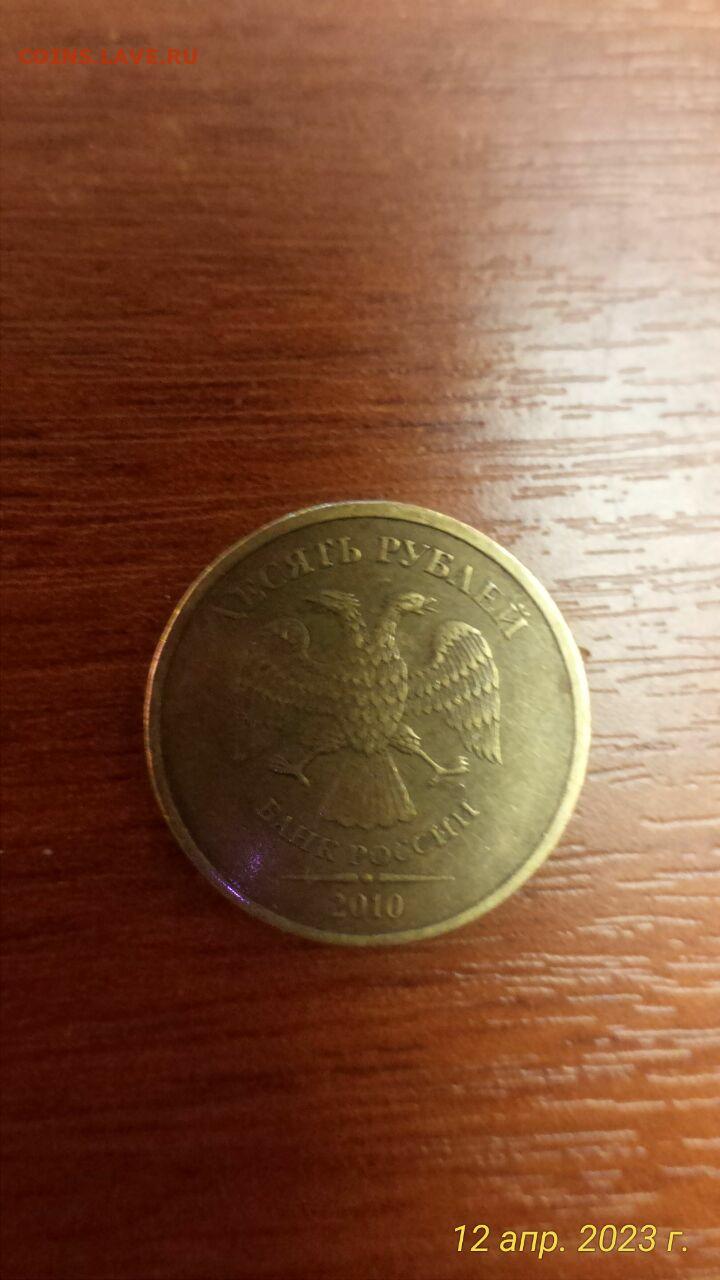 COINS.LAVE.RU
ДЕСЯТЬ РУБЛЕЙ
БАНК РОССИИ
2010
12 апр. 2023 г.